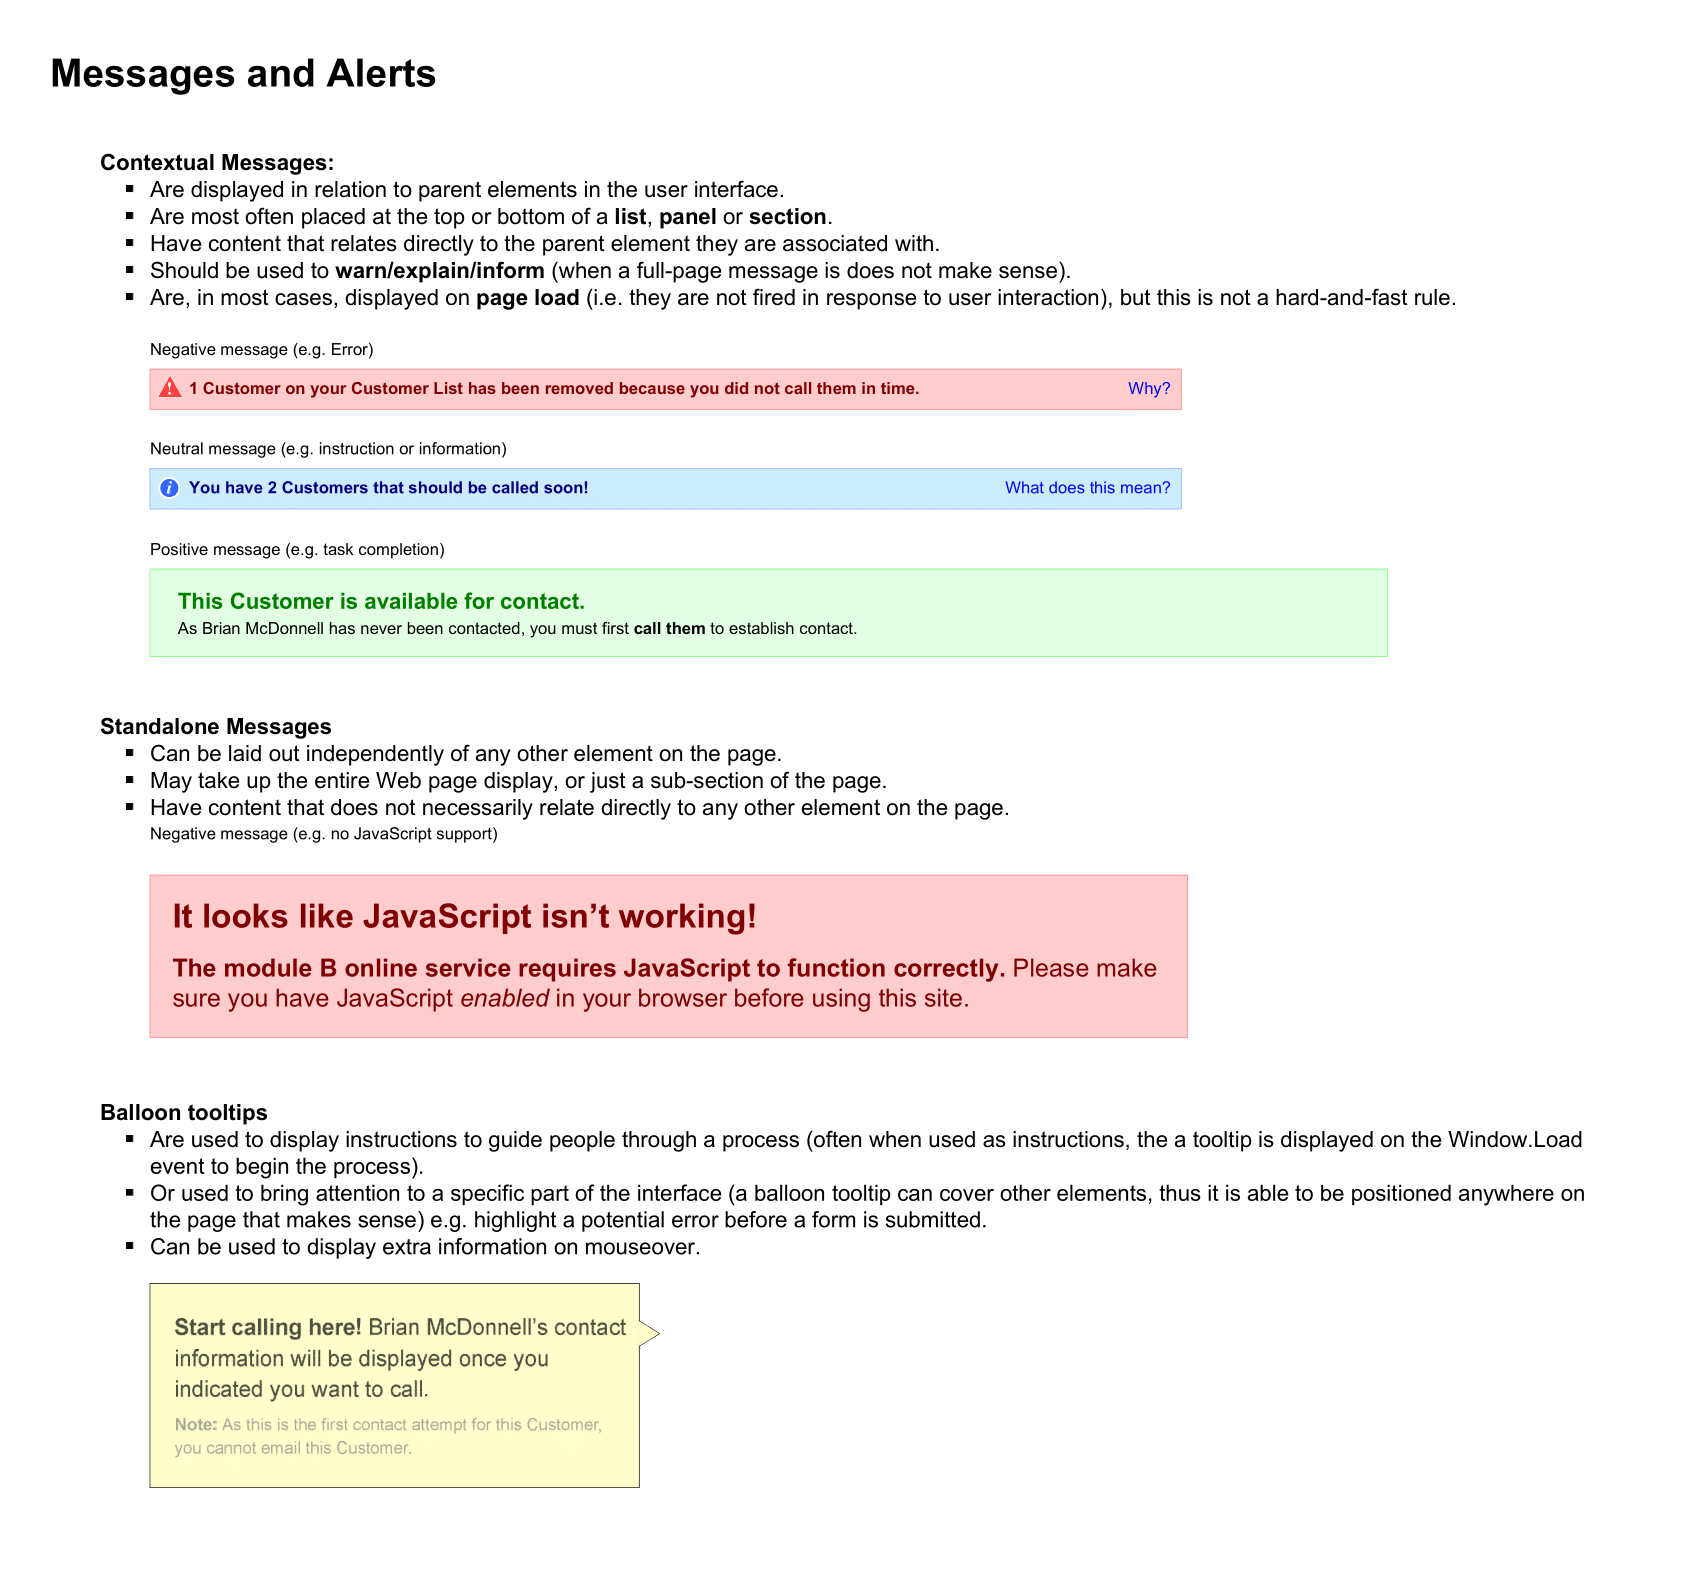 Messages and Alerts
Contextual Messages:
▪ Are displayed in relation to parent elements in the user interface.
▪ Are most often placed at the top or bottom of a list, panel or section.
▪ Have content that relates directly to the parent element they are associated with.
▪ Should be used to warn/explain/inform (when a full-page message is does not make sense).
▪ Are, in most cases, displayed on page load (i.e. they are not fired in response to user interaction), but this is not a hard-and-fast rule.
Negative message (e.g. Error)
1 Customer on your Customer List has been removed because you did not call them in time. Why?
Neutral message (e.g. instruction or information)
You have 2 Customers that should be called soon! What does this mean?
Positive message (e.g. task completion)
This Customer is available for contact.
As Brian McDonnell has never been contacted, you must first call them to establish contact.
Standalone Messages
▪ Can be laid out independently of any other element on the page.
▪ May take up the entire Web page display, or just a sub-section of the page.
▪ Have content that does not necessarily relate directly to any other element on the page.
Negative message (e.g. no JavaScript support)
It looks like JavaScript isn’t working!
The module B online service requires JavaScript to function correctly. Please make
sure you have JavaScript enabled in your browser before using this site.
Balloon tooltips
▪ Are used to display instructions to guide people through a process (often when used as instructions, the a tooltip is displayed on the Window.Load
event to begin the process).
▪ Or used to bring attention to a specific part of the interface (a balloon tooltip can cover other elements, thus it is able to be positioned anywhere on
the page that makes sense) e.g. highlight a potential error before a form is submitted.
▪ Can be used to display extra information on mouseover.
Start calling here! Brian McDonnell’s contact
information will be displayed once you
indicated you want to call.
Note: As this is the first contact attempt for this Customer,
you cannot email this Customer.